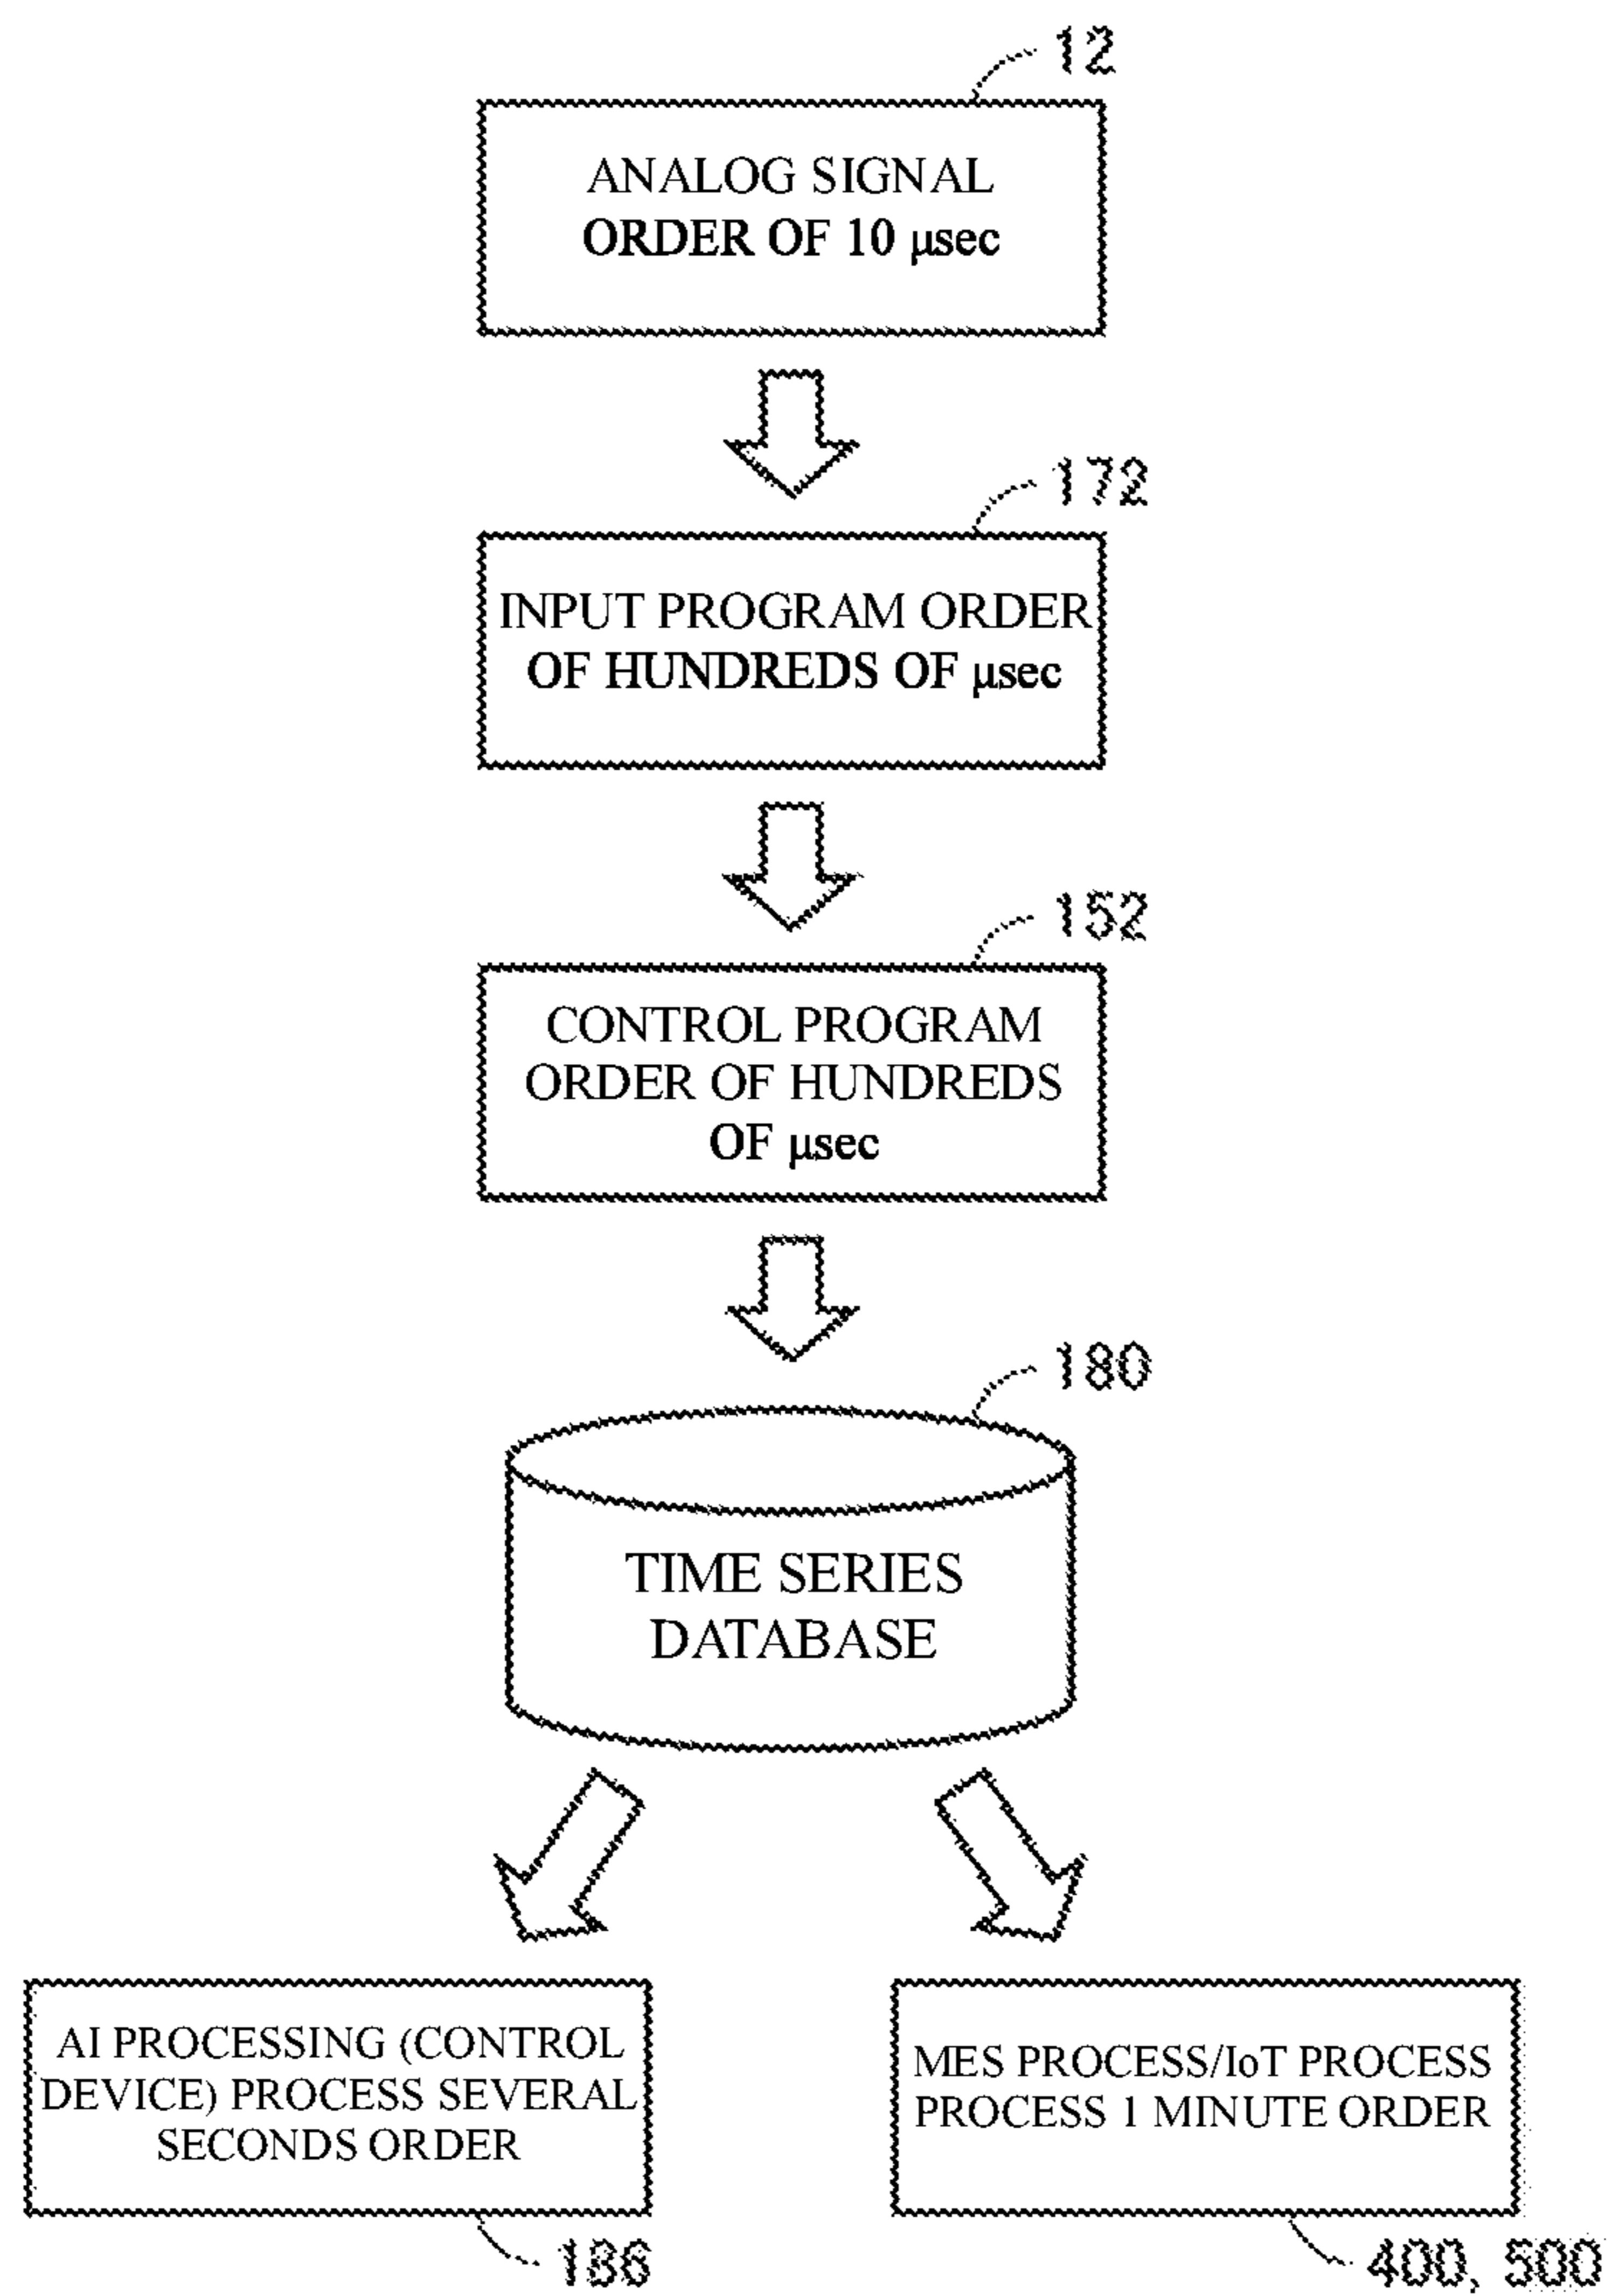 12
ANALOG SIGNAL
ORDER OF 10 μsec
172
INPUT PROGRAM ORDER
OF HUNDREDS OF μsec
152
CONTROL PROGRAM
ORDER OF HUNDREDS
OF μsec
180
TIME SERIES
DATABASE
AI PROCESSING (CONTROL
DEVICE) PROCESS SEVERAL
SECONDS ORDER
186
MES PROCESS/IoT PROCESS
PROCESS 1 MINUTE ORDER
400, 500